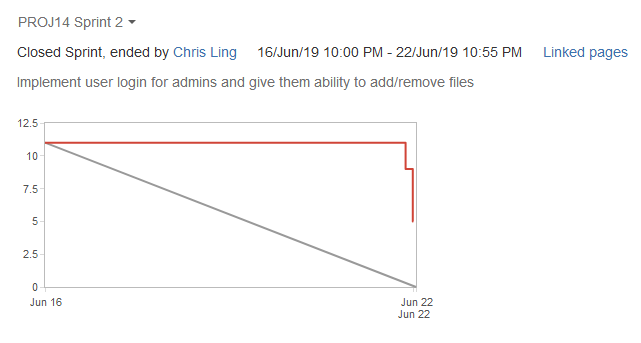 PROJ14 Sprint 2
Closed Sprint, ended by Chris Ling 16/Jun/19 10:00 PM - 22/Jun/19 10:55 PM Linked pages
Implement user login for admins and give them ability to add/remove files
12.5
10
7.5
5
2.5
0
Jun 16 Jun 22
Jun 22